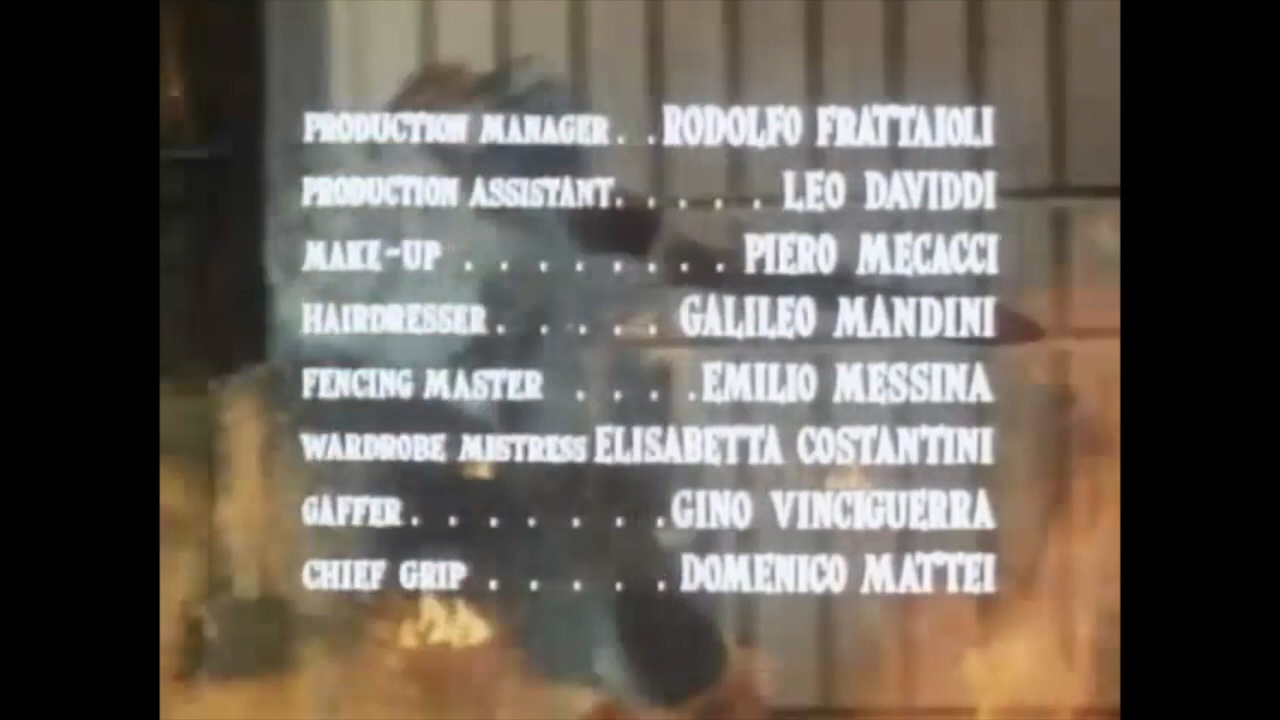 PRODUCTION MANAGER. . RODOLFO FRATTAIOLI
PRODUCTION ASSISTANT. . . . . LEO DAVIDDI
MAKE-UP . . . . . . . . PIERO MECACCI
HAIRDRESSER. . . . . GALILEO MANDINI
FENCING MASTER . . . . EMILIO MESSINA
WARDROBE MISTRESS ELISABETTA COSTANTINI
GAFFER. . . . . . . . GINO VINCIGUERRA
CHIEF GRIP . . . . . DOMENICO MATTEI